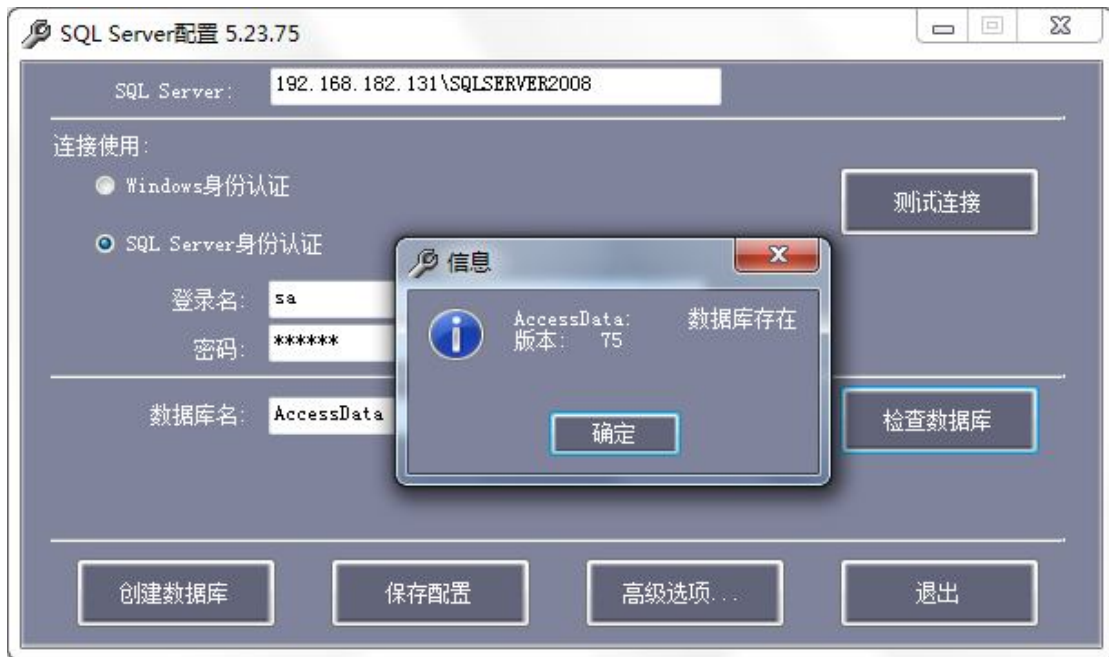 SQL Server配置 5.23.75
SQL Server: 192.168.182.131\SQLSERVER2008
连接使用:
Windows身份认证
测试连接
SQL Server身份认证
信息
登录名: sa
AccessData: 数据库存在
版本: 75
密码: ******
数据库名: AccessData
确定
检查数据库
创建数据库 保存配置 高级选项... 退出